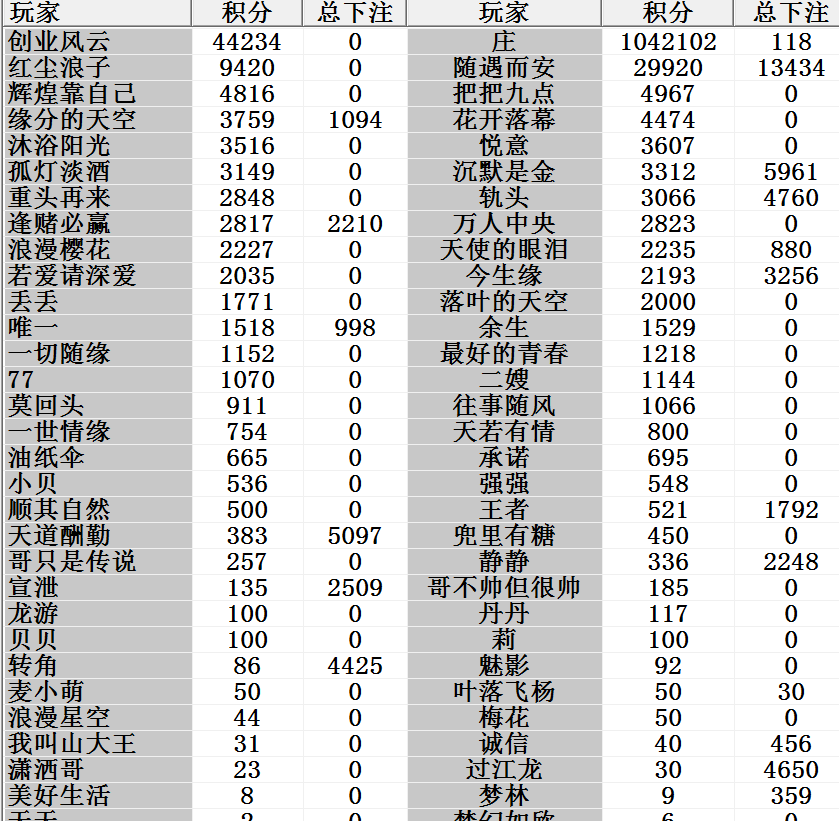 玩家 积分 总下注 玩家 积分 总下注
创业风云 44234 0 庄 1042102 118
红尘浪子 9420 0 随遇而安 29920 13434
辉煌靠自己 4816 0 把把九点 4967 0
缘分的天空 3759 1094 花开落幕 4474 0
沐浴阳光 3516 0 悦意 3607 0
孤灯淡酒 3149 0 沉默是金 3312 5961
重头再来 2848 0 轨头 3066 4760
逢赌必赢 2817 2210 万人中央 2823 0
浪漫樱花 2227 0 天使的眼泪 2235 880
若爱请深爱 2035 0 今生缘 2193 3256
丢丢 1771 0 落叶的天空 2000 0
唯一 1518 998 余生 1529 0
一切随缘 1152 0 最好的青春 1218 0
77 1070 0 二嫂 1144 0
莫回头 911 0 往事随风 1066 0
一世情缘 754 0 天若有情 800 0
油纸伞 665 0 承诺 695 0
小贝 536 0 强强 548 0
顺其自然 500 0 王者 521 1792
天道酬勤 383 5097 兜里有糖 450 0
哥只是传说 257 0 静静 336 2248
宣泄 135 2509 哥不帅但很帅 185 0
龙游 100 0 丹丹 117 0
贝贝 100 0 莉 100 0
转角 86 4425 魅影 92 0
麦小萌 50 0 叶落飞杨 50 30
浪漫星空 44 0 梅花 50 0
我叫山大王 31 0 诚信 40 456
潇洒哥 23 0 过江龙 30 4650
美好生活 8 0 梦林 9 359